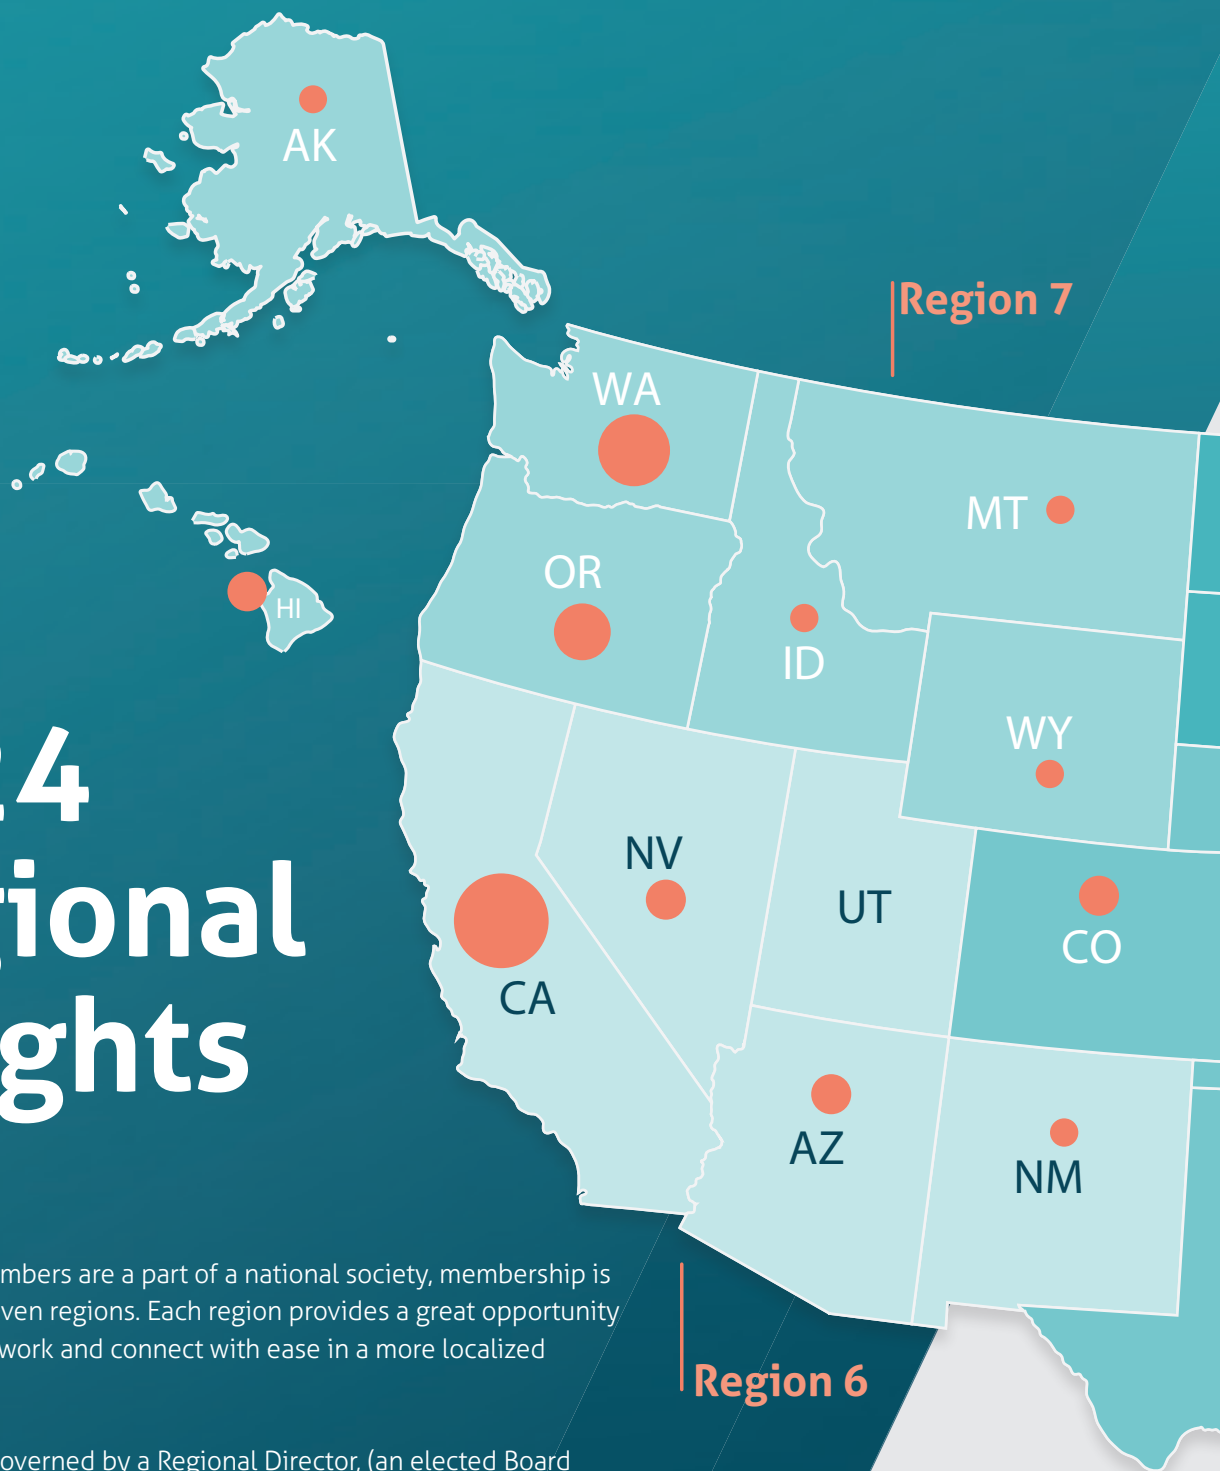 AK
Region 7
WA
MT
OR
HI
ID
WY
24
gional
NV
UT
CO
CA
ghts
AZ
NM
mbers are a part of a national society, membership is
ven regions. Each region provides a great opportunity
work and connect with ease in a more localized
Region 6
overned by a Regional Director, (an elected Board